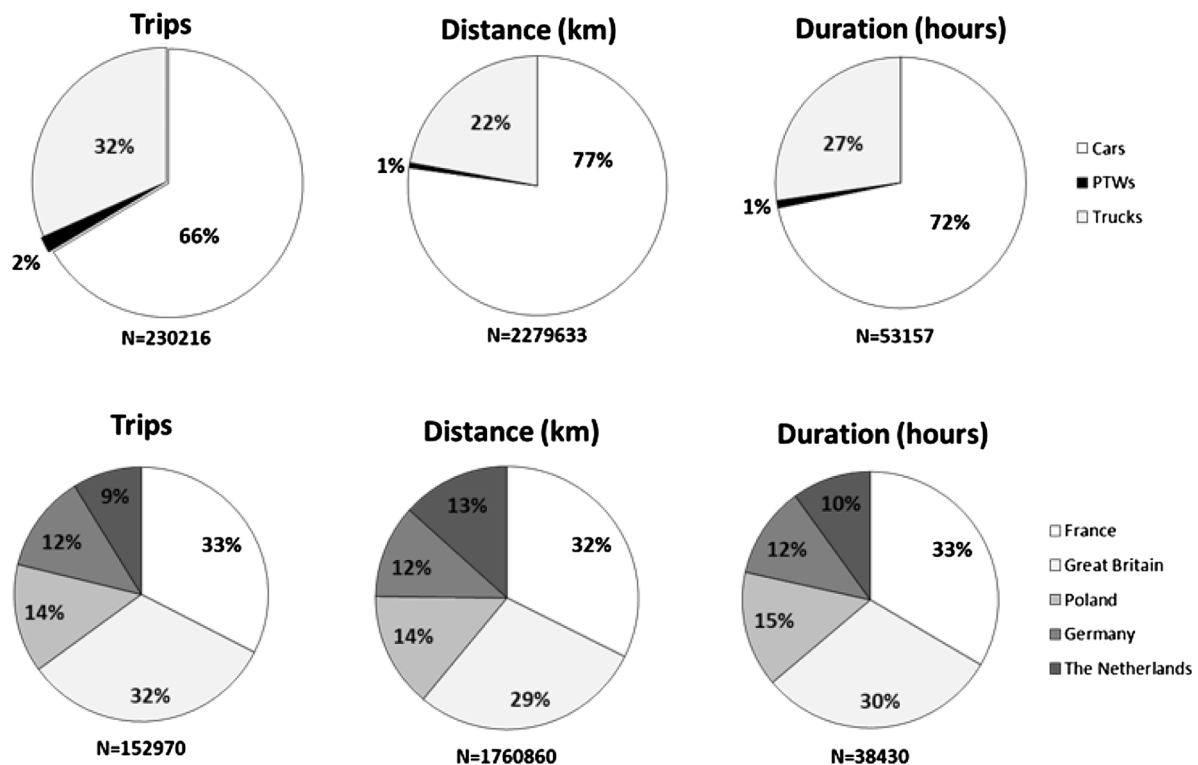 Trips
Distance (km)
Duration (hours)
32%
66%
2%
N=230216
22%
77%
1%
N=2279633
27%
72%
1%
N=53157
Cars
PTWs
Trucks
Trips
Distance (km)
Duration (hours)
9%
33%
12%
14%
32%
N=152970
13%
32%
12%
14%
29%
N=1760860
10%
33%
12%
15%
30%
N=38430
France
Great Britain
Poland
Germany
The Netherlands